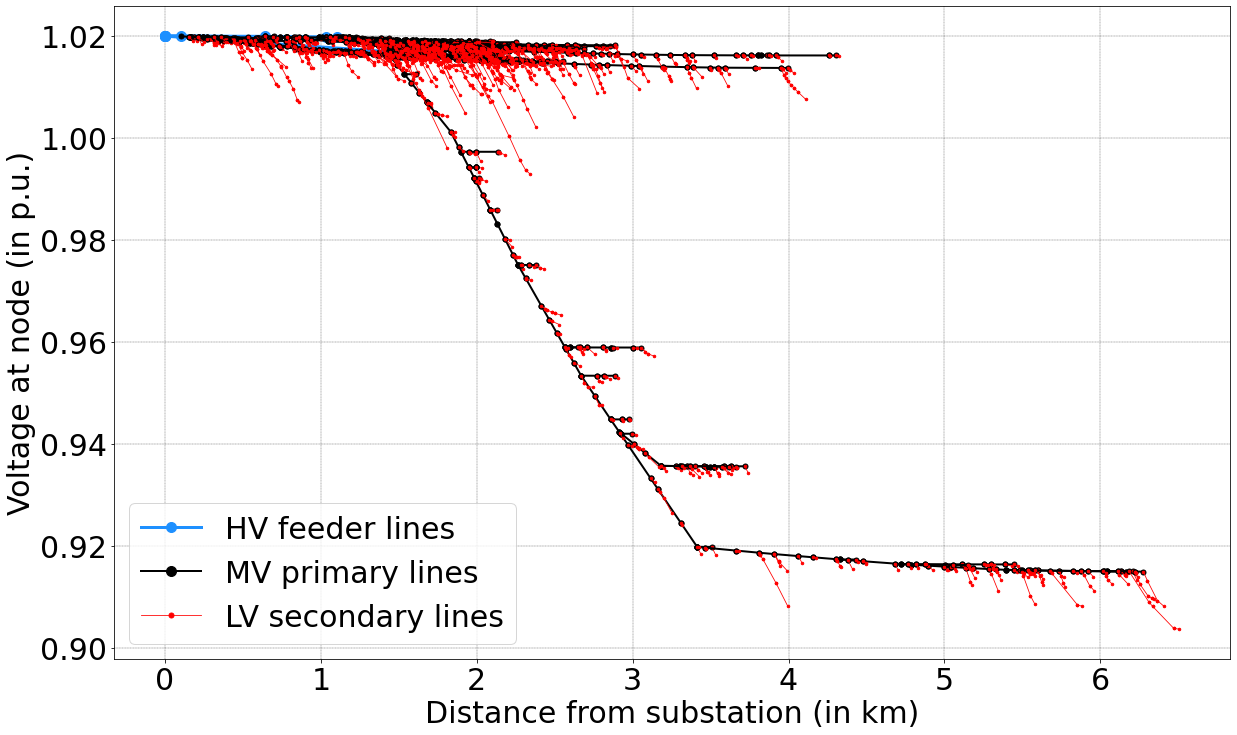 Voltage at node (in p.u.)
1.02
1.00
0.98
0.96
0.94
0.92
0.90
HV feeder lines
MV primary lines
LV secondary lines
0 1 2 3 4 5 6
Distance from substation (in km)